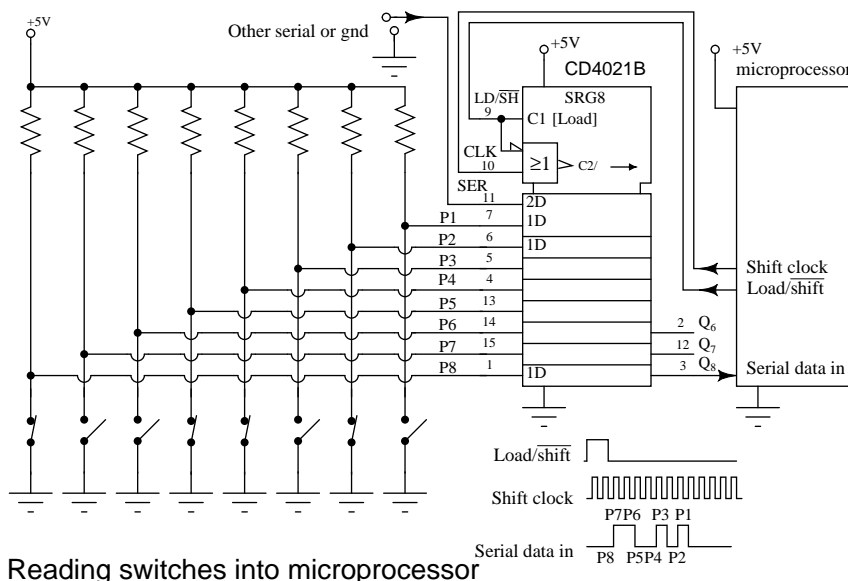 +5V
Other serial or gnd
+5V
CD4021B
+5V
microprocessor
LD/SH
9
SRG8
C1 [Load]
CLK
10
≥1
C2/
SER
11
2D
P1
7
1D
P2
6
1D
P3
5
P4
4
P5
13
P6
14
P7
15
P8
1
1D
Shift clock
Load/shift
2
Q6
12
Q7
3
Q8
Serial data in
Load/shift
Shift clock
P7P6 P3 P1
Serial data in
P8 P5P4 P2
Reading switches into microprocessor